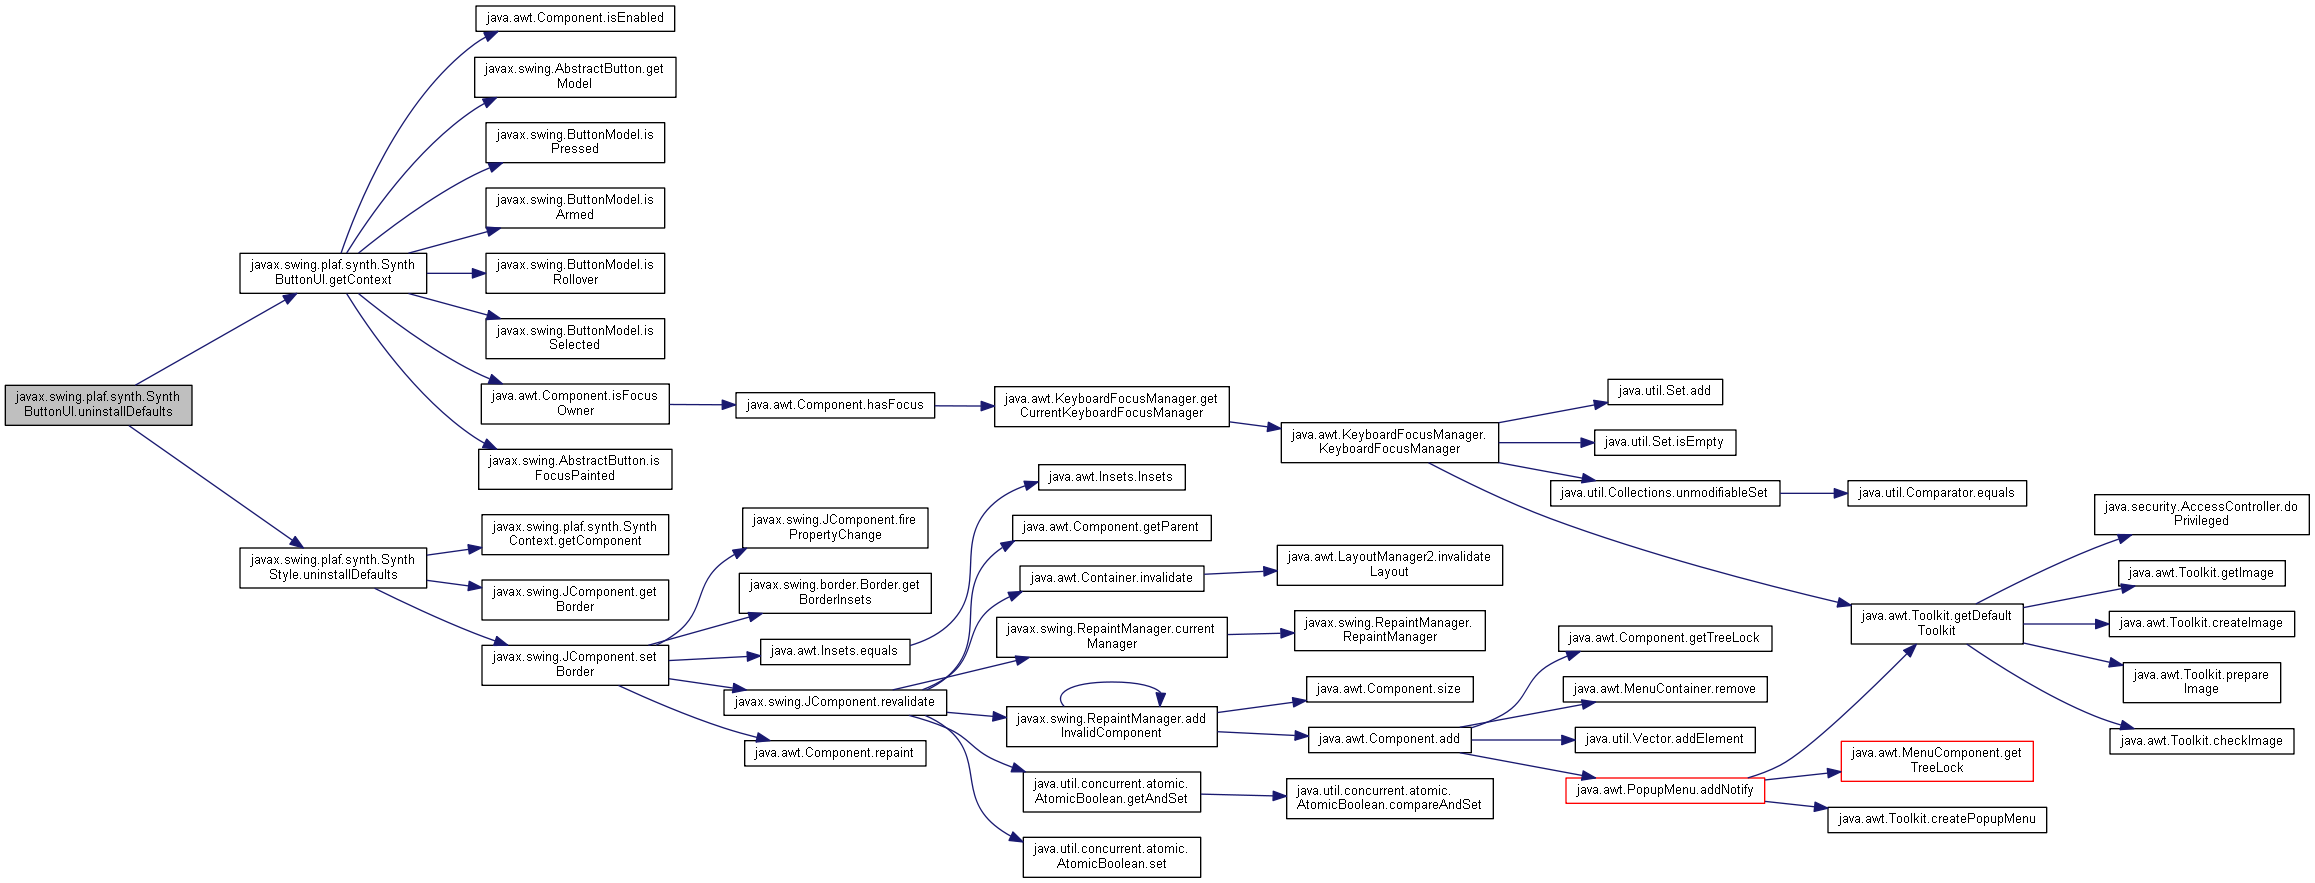 javax.swing.plaf.synth.Synth
ButtonUI.uninstallDefaults
javax.swing.plaf.synth.Synth
ButtonUI.getContext
java.awt.Component.isEnabled
javax.swing.AbstractButton.get
Model
javax.swing.ButtonModel.is
Pressed
javax.swing.ButtonModel.is
Armed
javax.swing.ButtonModel.is
Rollover
javax.swing.ButtonModel.is
Selected
java.awt.Component.isFocus
Owner
javax.swing.AbstractButton.is
FocusPainted
java.awt.Component.hasFocus
java.awt.KeyboardFocusManager.get
CurrentKeyboardFocusManager
java.awt.KeyboardFocusManager.
KeyboardFocusManager
java.util.Set.add
java.util.Set.isEmpty
java.util.Collections.unmodifiableSet
java.util.Comparator.equals
java.awt.Toolkit.getDefault
Toolkit
java.security.AccessController.do
Privileged
java.awt.Toolkit.getImage
java.awt.Toolkit.createImage
java.awt.Toolkit.prepare
Image
java.awt.Toolkit.checkImage
javax.swing.plaf.synth.Synth
Style.uninstallDefaults
javax.swing.plaf.synth.Synth
Context.getComponent
javax.swing.JComponent.get
Border
javax.swing.JComponent.set
Border
javax.swing.JComponent.fire
PropertyChange
javax.swing.border.Border.get
BorderInsets
java.awt.Insets.equals
java.awt.Insets.Insets
javax.swing.JComponent.revalidate
java.awt.Component.repaint
java.awt.Component.getParent
java.awt.Container.invalidate
java.awt.LayoutManager2.invalidate
Layout
javax.swing.RepaintManager.current
Manager
javax.swing.RepaintManager.
RepaintManager
javax.swing.RepaintManager.add
InvalidComponent
java.awt.Component.size
java.awt.Component.add
java.awt.Component.getTreeLock
java.awt.MenuContainer.remove
java.util.Vector.addElement
java.awt.PopupMenu.addNotify
java.awt.MenuComponent.get
TreeLock
java.awt.Toolkit.createPopupMenu
java.util.concurrent.atomic.
AtomicBoolean.getAndSet
java.util.concurrent.atomic.
AtomicBoolean.compareAndSet
java.util.concurrent.atomic.
AtomicBoolean.set